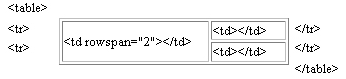 <table>
<tr> <td rowspan="2"></td> <td></td> </tr>
<tr> <td></td> </tr>
</table>